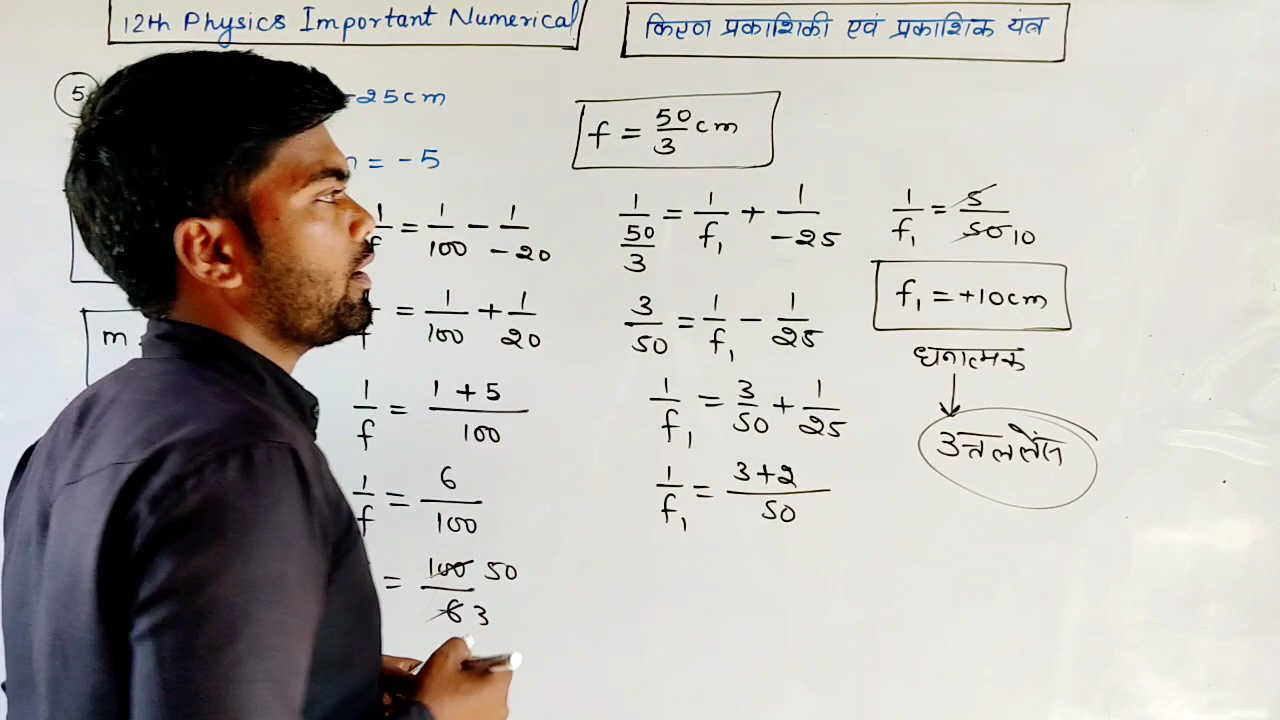 12th Physics Important Numerical
किरण प्रकाशिकी एवं प्रकाशिक यंत्र
5
-25cm
= -5
1/f = 1/100 - 1/-20
= 1/100 + 1/20
1/f = 1+5/100
1/f = 6/100
= 100 50/6 3
m
f = 50/3 cm
1/50/3 = 1/f₁ + 1/-25
3/50 = 1/f₁ - 1/25
1/f₁ = 3/50 + 1/25
1/f₁ = 3+2/50
1/f₁ = 5/50 10
f₁ = +10cm
धनात्मक
उत्तल लेंस